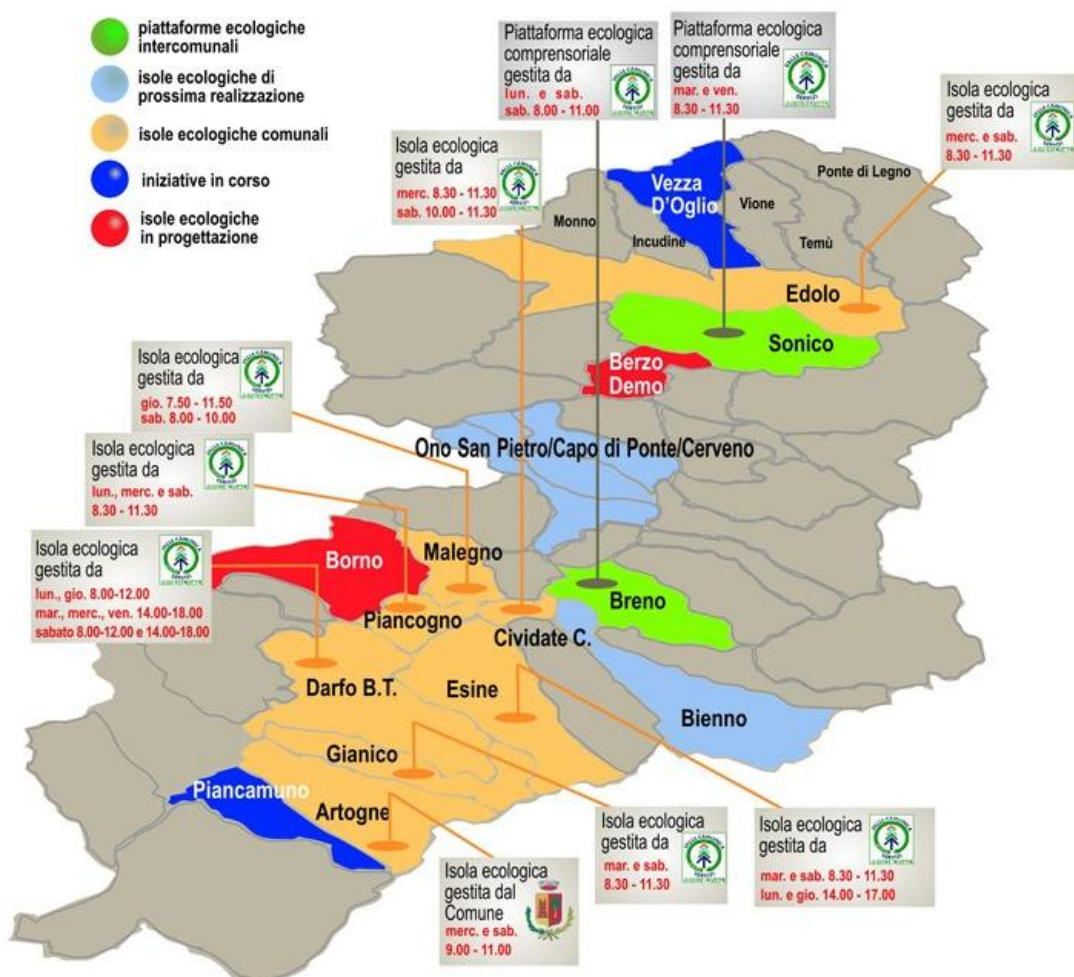 piattaforme ecologiche
intercomunali
isole ecologiche di
prossima realizzazione
isole ecologiche comunali
iniziative in corso
isole ecologiche
in progettazione
Piattaforma ecologica
comprensoriale
gestita da
lun. e sab.
sab. 8.00 - 11.00
Piattaforma ecologica
comprensoriale
gestita da
mar. e ven.
8.30 - 11.30
Isola ecologica
gestita da
merc. e sab.
8.30 - 11.30
Isola ecologica
gestita da
merc. 8.30 - 11.30
sab. 10.00 - 11.30
Ponte di Legno
Vezza
D'Oglio
Vione
Monno
Incudine
Temù
Edolo
Sonico
Berzo
Demo
Isola ecologica
gestita da
gio. 7.50 - 11.50
sab. 8.00 - 10.00
Ono San Pietro/Capo di Ponte/Cerveno
Isola ecologica
gestita da
lun., merc. e sab.
8.30 - 11.30
Isola ecologica
gestita da
lun., gio. 8.00-12.00
mar., merc., ven. 14.00-18.00
sabato 8.00-12.00 e 14.00-18.00
Borno
Malegno
Breno
Piancogno
Cividate C.
Darfo B.T.
Esine
Bienno
Gianico
Piancamuno
Artogne
Isola ecologica
gestita da
mar. e sab.
8.30 - 11.30
Isola ecologica
gestita da
mar. e sab. 8.30 - 11.30
lun. e gio. 14.00 - 17.00
Isola ecologica
gestita dal
Comune
merc. e sab.
9.00 - 11.00